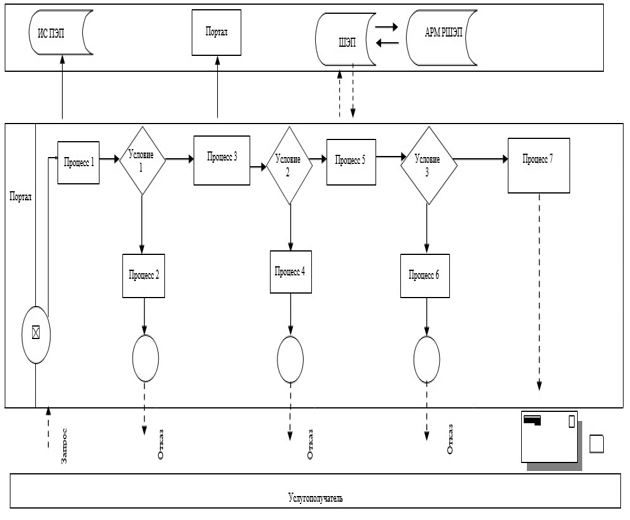 ИС ПЭП
Портал
ШЭП
АРМ РШЭП
Портал
Процесс 1
Условие
1
Процесс 3
Условие
2
Процесс 5
Условие
3
Процесс 7
Процесс 2
Процесс 4
Процесс 6
Запрос
Отказ
Отказ
Отказ
Услугополучатель